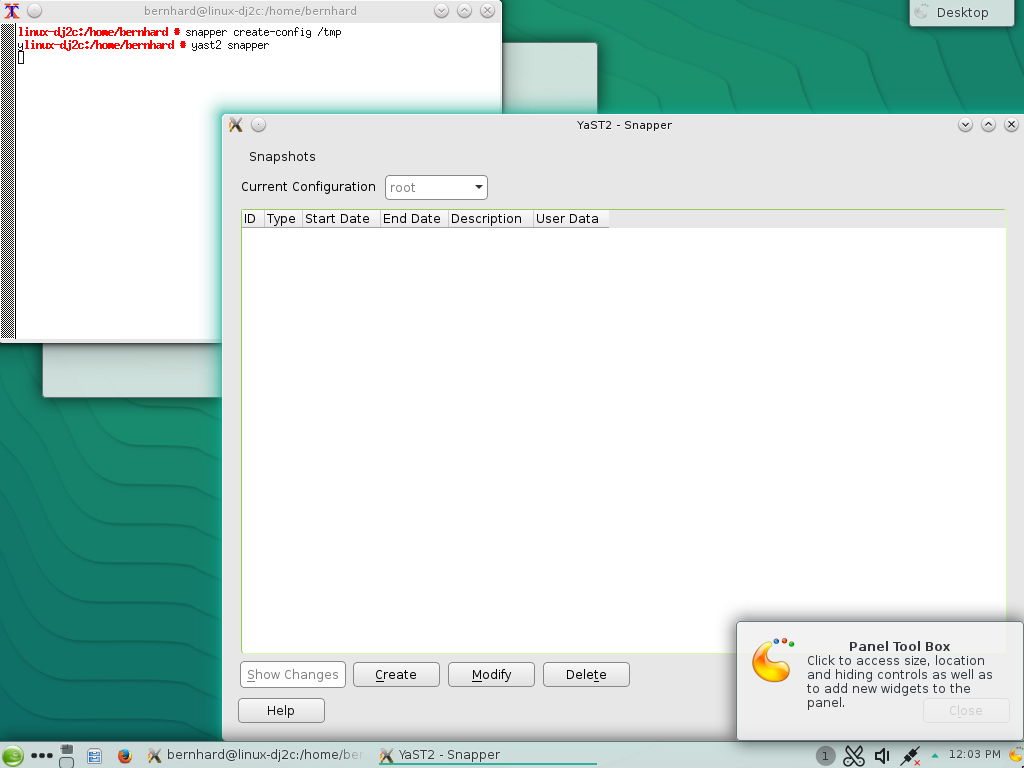 bernhard@linux-dj2c:/home/bernhard
Desktop
linux-dj2c:/home/bernhard # snapper create-config /tmp
ylinux-dj2c:/home/bernhard # yast2 snapper
YaST2 - Snapper
Snapshots
Current Configuration root
ID Type Start Date End Date Description User Data
Show Changes Create Modify Delete
Help
Panel Tool Box
Click to access size, location
and hiding controls as well as
to add new widgets to the
panel.
Close
bernhard@linux-dj2c:/home/be
YaST2 - Snapper
1
12:03 PM